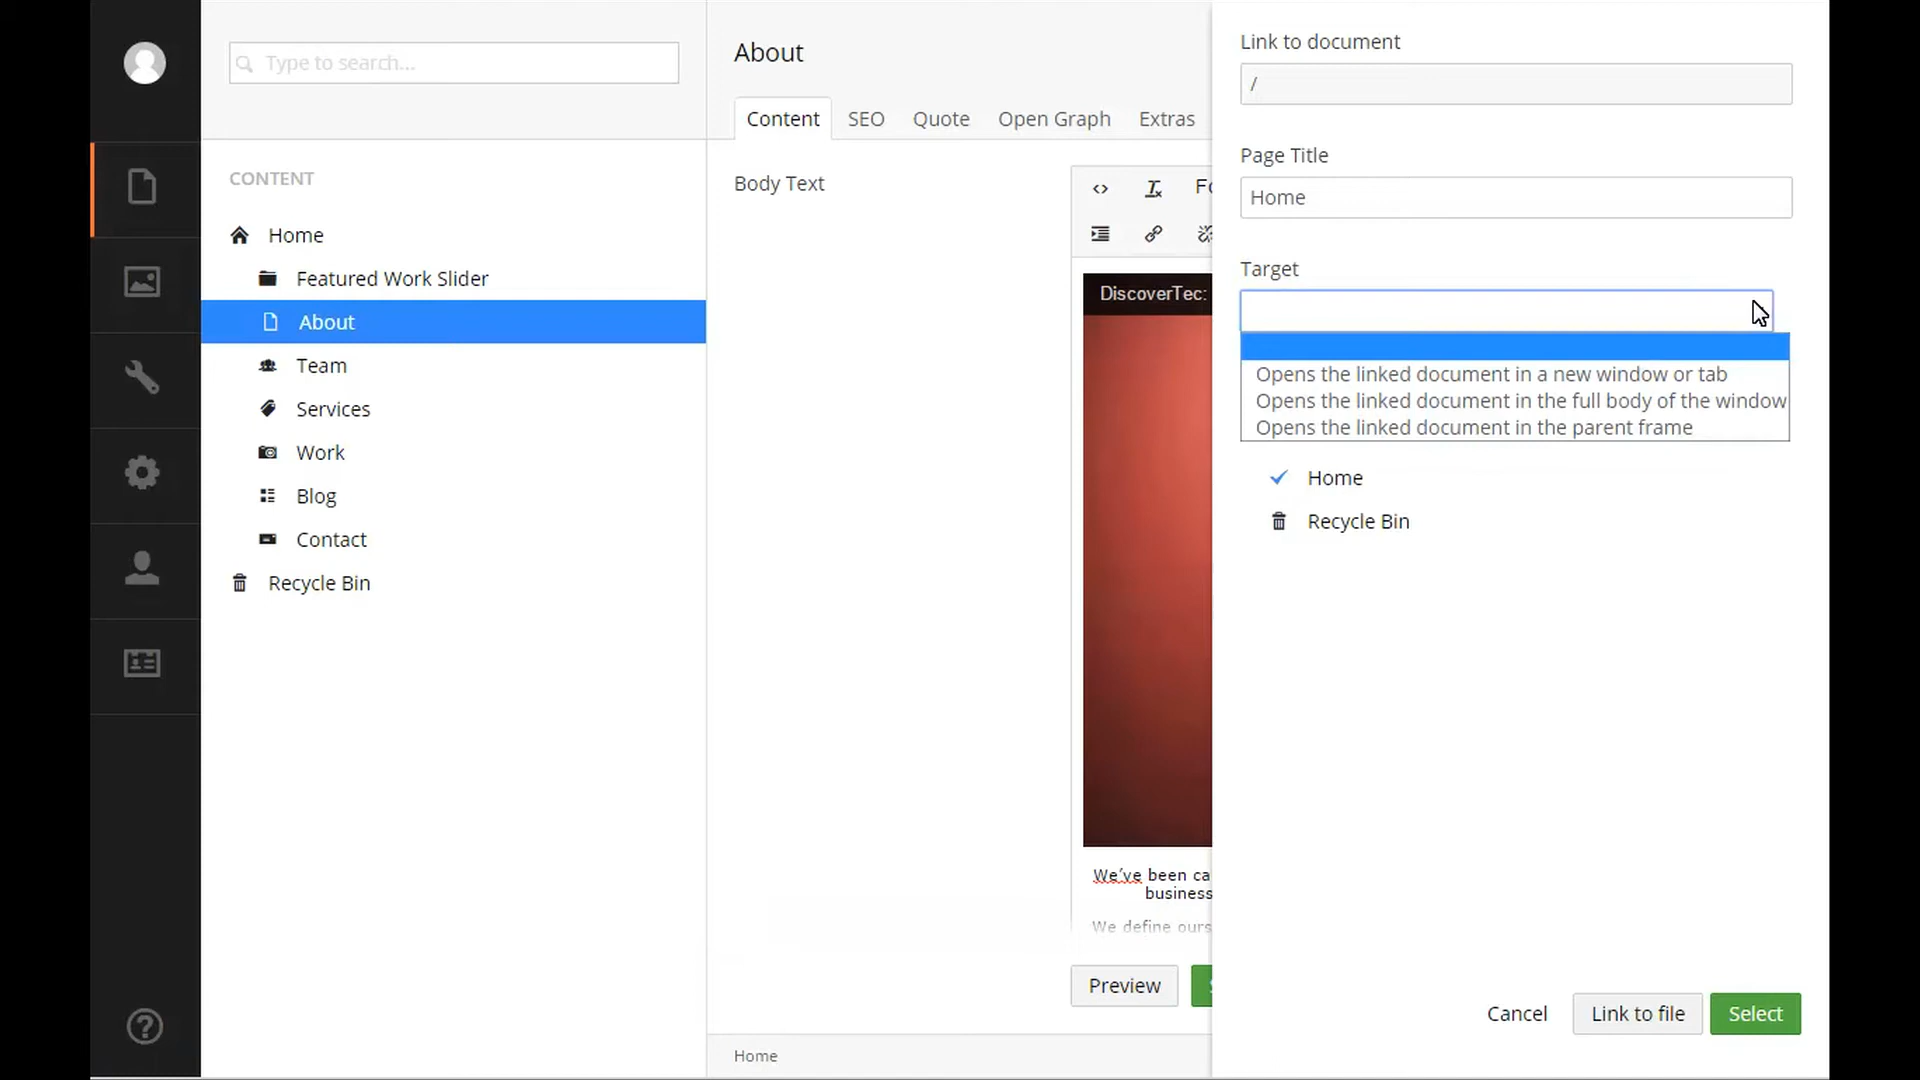 Type to search...
CONTENT
Home
Featured Work Slider
About
Team
Services
Work
Blog
Contact
Recycle Bin
About
Content SEO Quote Open Graph Extras
Body Text
DiscoverTec:
We've been ca
business
We define ours
Preview
Home
Link to document
/
Page Title
Home
Target
Opens the linked document in a new window or tab
Opens the linked document in the full body of the window
Opens the linked document in the parent frame
Home
Recycle Bin
Cancel Link to file Select